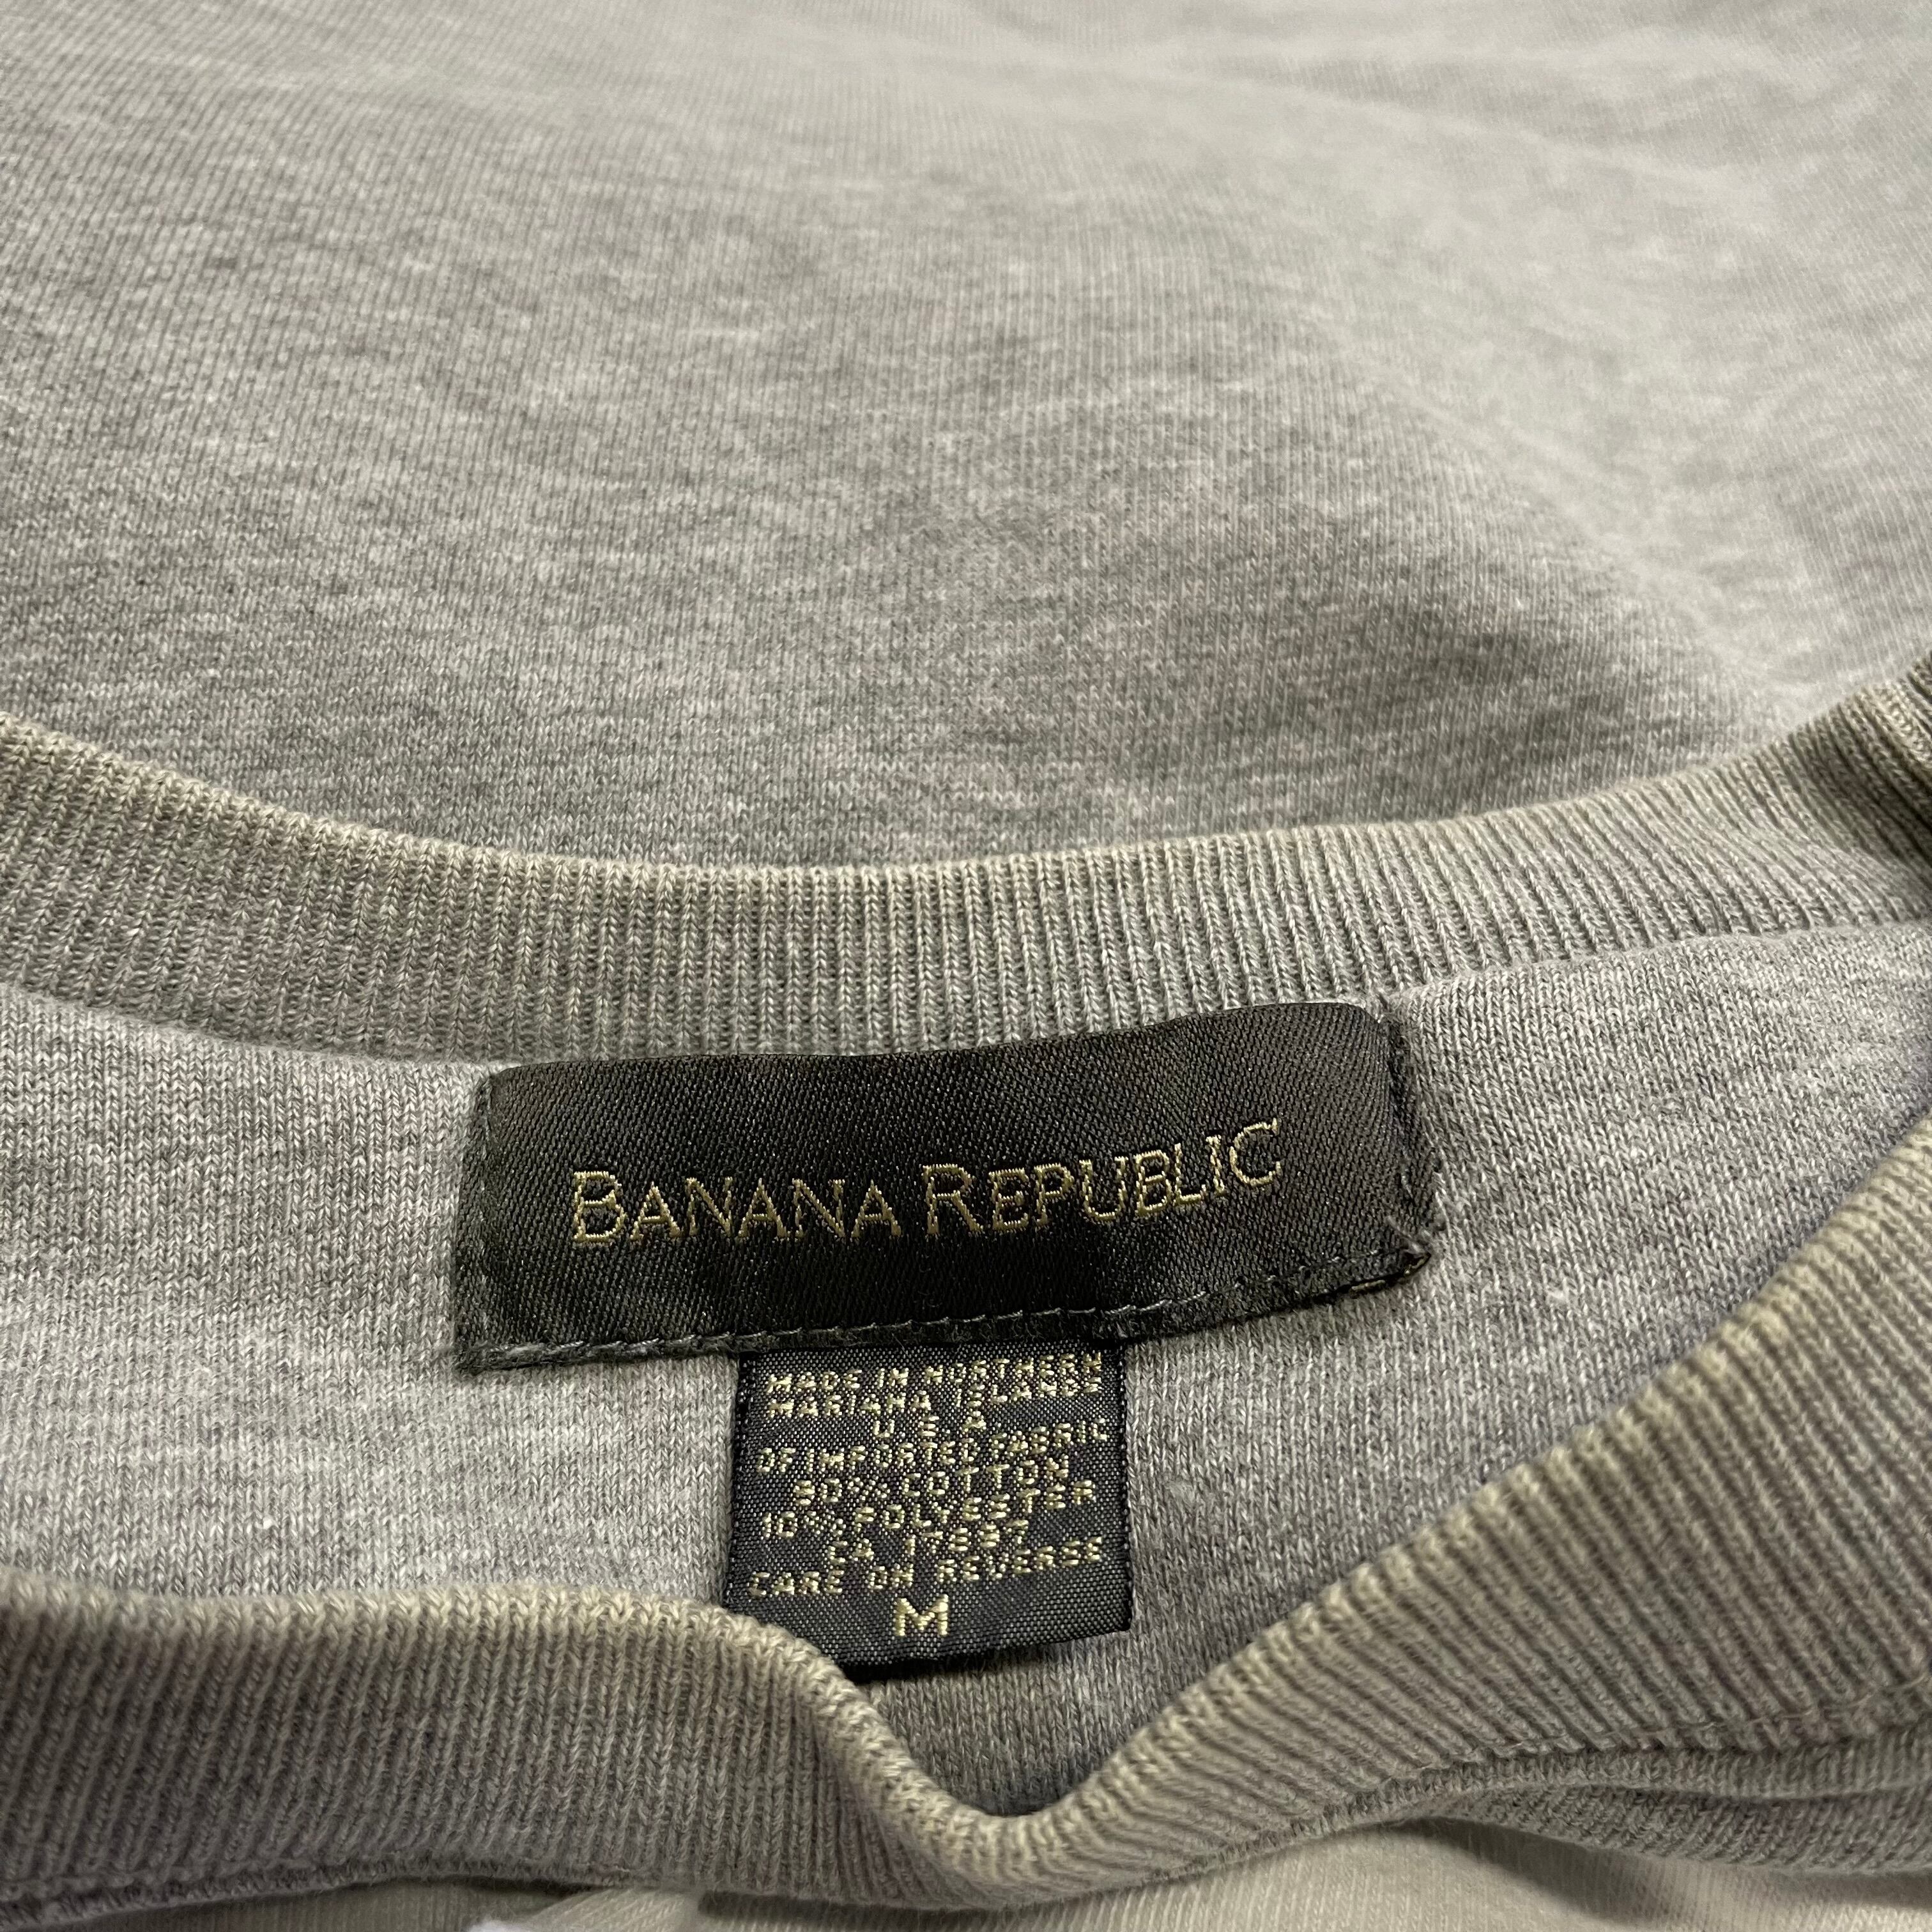 BANANA REPUBLIC
MADE IN NORTHERN
MARIANA ISLANDS
U S A
OF IMPORTED FABRIC
90% COTTON
10% POLYESTER
CARE ON REVERSE
M